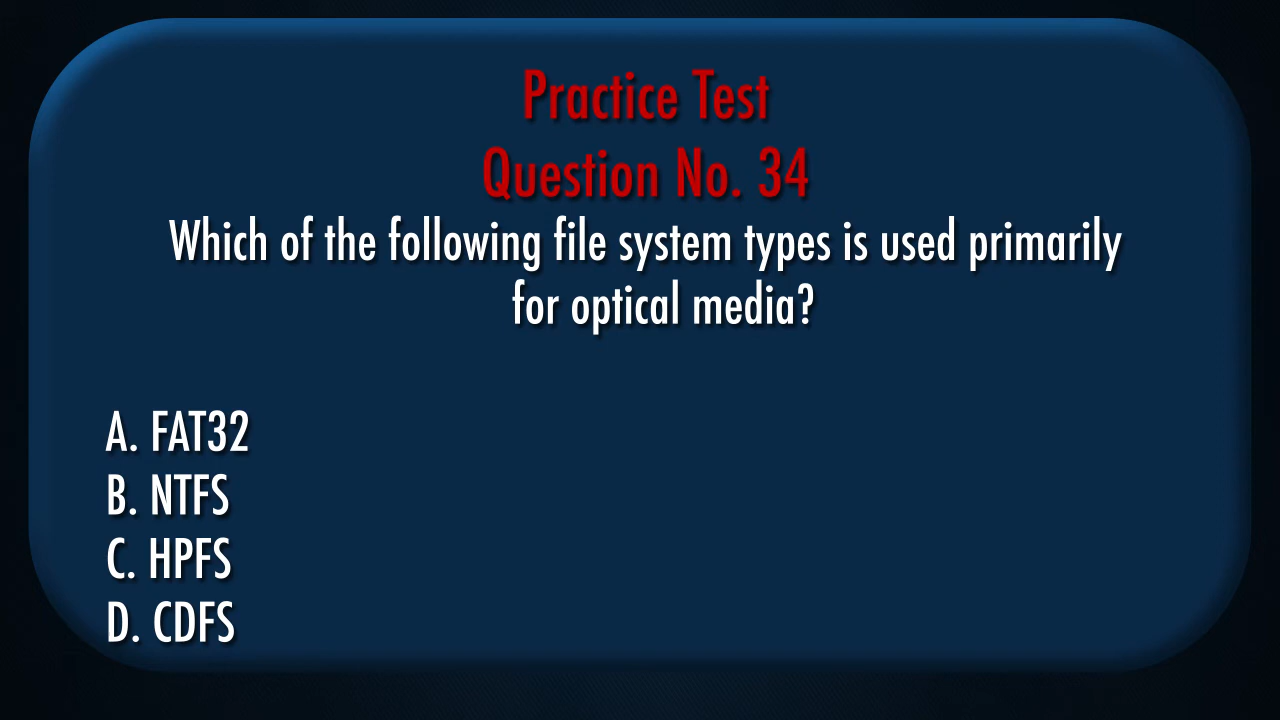 Practice Test
Question No. 34
Which of the following file system types is used primarily
for optical media?
A. FAT32
B. NTFS
C. HPFS
D. CDFS